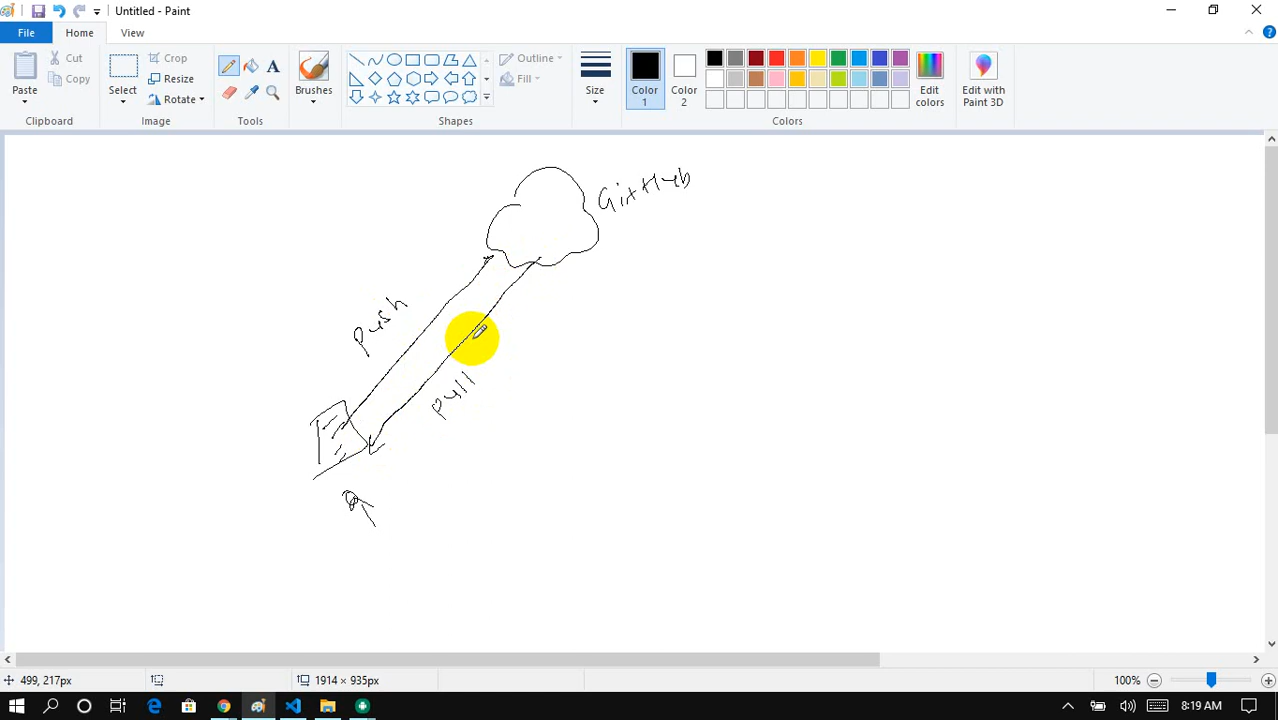 Untitled - Paint
File
Home
View
Paste
Cut
Copy
Clipboard
Select
Crop
Resize
Rotate
Image
A
Tools
Brushes
Outline
Fill
Shapes
Size
Color 1
Color 2
Edit colors
Edit with Paint 3D
Colors
GitHub
push
pull
499, 217px
1914 × 935px
100%
8:19 AM